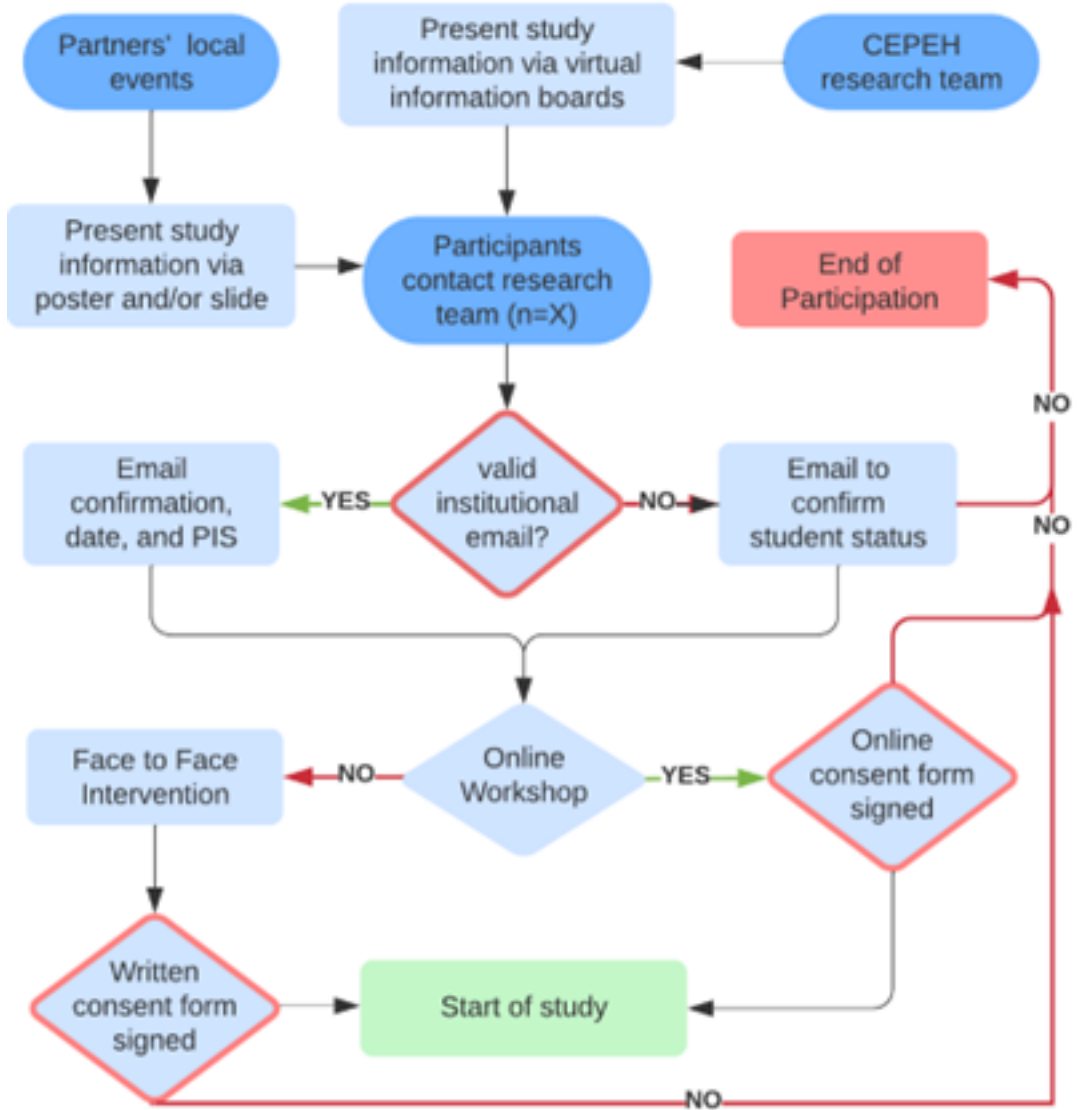 Partners' local
events
Present study
information via virtual
information boards
CEPEH
research team
Present study
information via
poster and/or slide
Participants
contact research
team (n=X)
End of
Participation
NO
Email
confirmation,
date, and PIS
YES
valid
institutional
email?
NO
Email to
confirm
student status
NO
Face to Face
Intervention
NO
Online
Workshop
YES
Online
consent form
signed
Written
consent form
signed
Start of study
NO